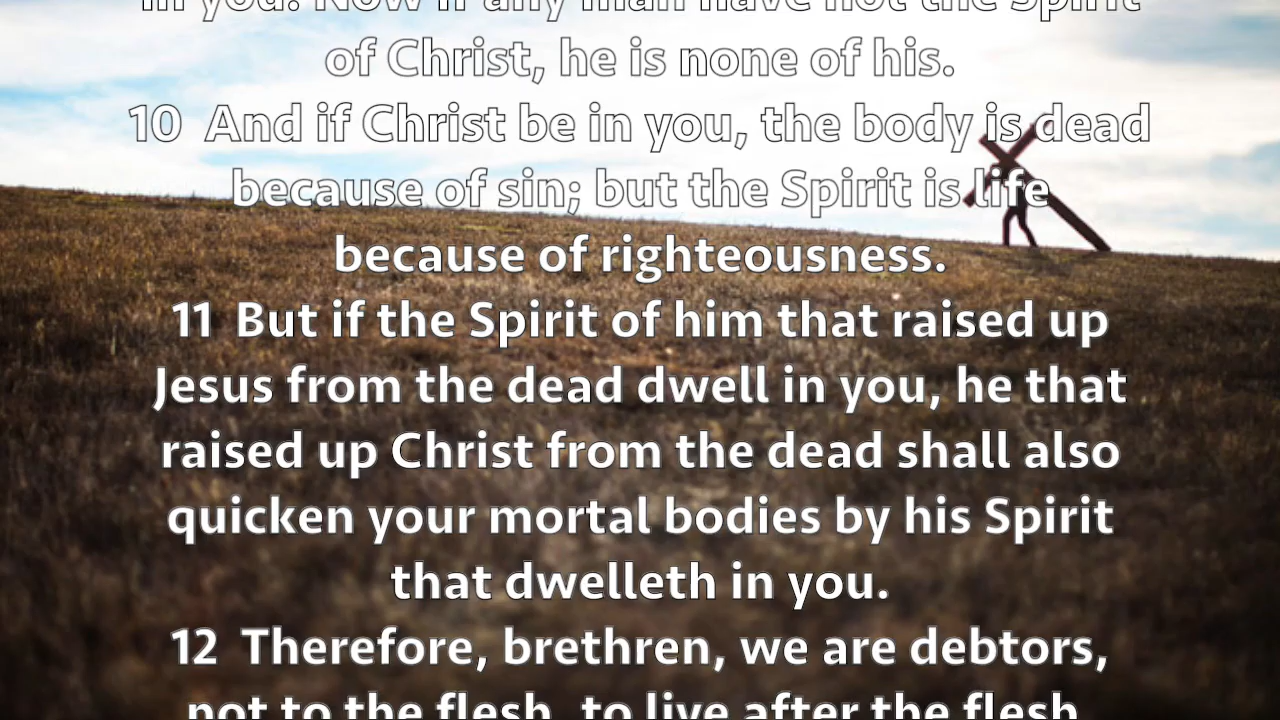 in you. Now if any man have not the Spirit
of Christ, he is none of his.
10 And if Christ be in you, the body is dead
because of sin; but the Spirit is life
because of righteousness.
11 But if the Spirit of him that raised up
Jesus from the dead dwell in you, he that
raised up Christ from the dead shall also
quicken your mortal bodies by his Spirit
that dwelleth in you.
12 Therefore, brethren, we are debtors,
not to the flesh, to live after the flesh.